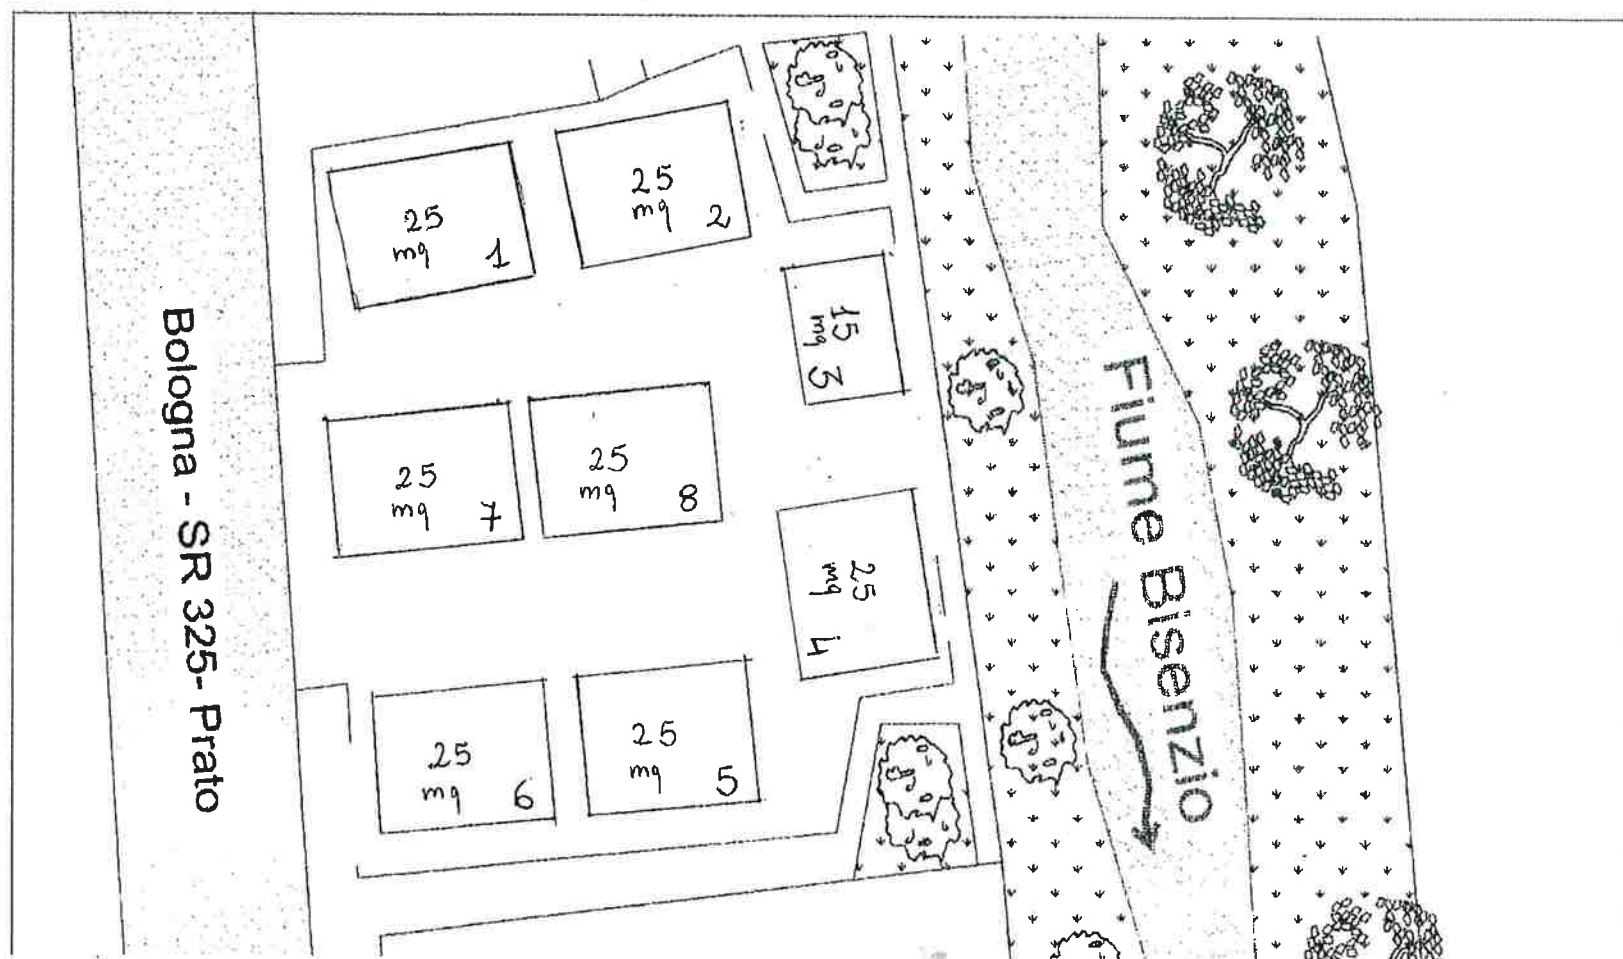 Bologna - SR 325- Prato
25
mq 1
25
mq 2
15
mq 3
25
mq 7
25
mq 8
25
mq 4
25
mq 6
25
mq 5
Fiume Bisenzio